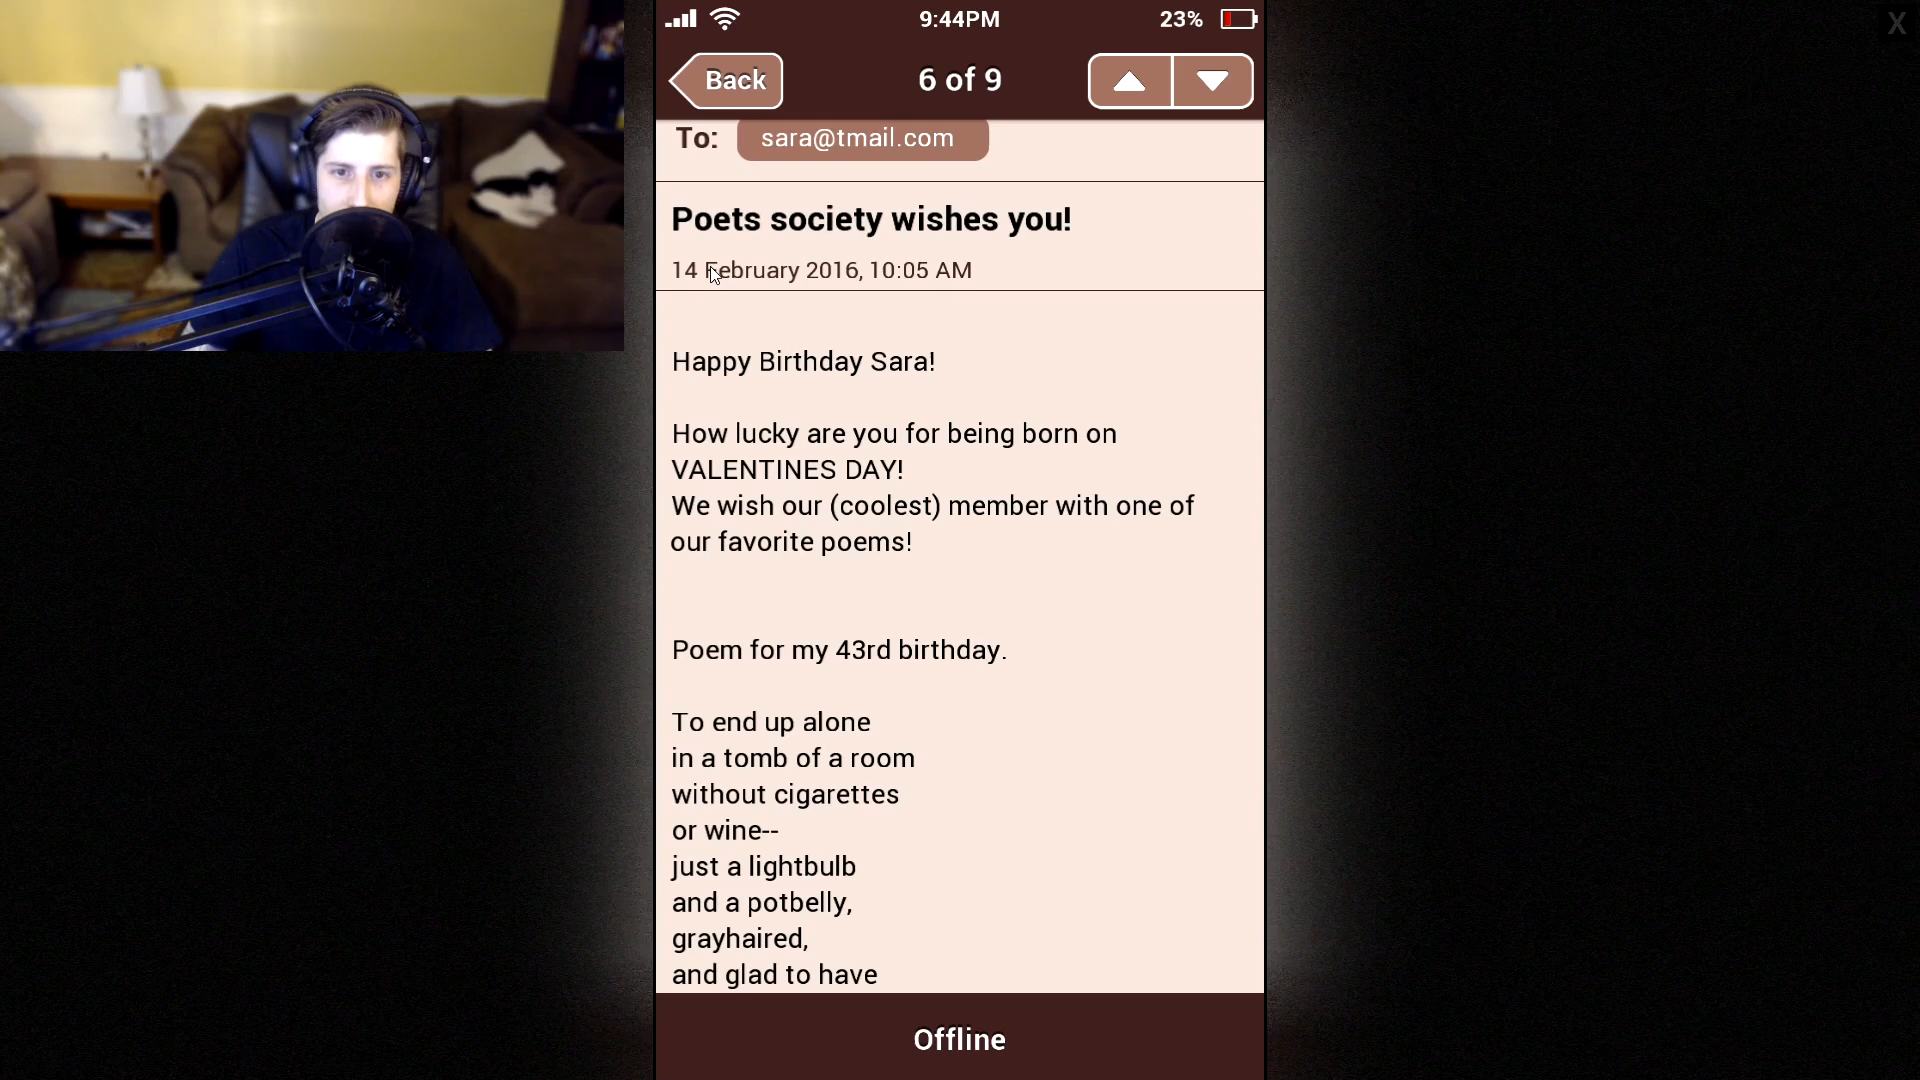 9:44PM
23%
X
Back
6 of 9
To:
sara@tmail.com
Poets society wishes you!
14 February 2016, 10:05 AM
Happy Birthday Sara!
How lucky are you for being born on
VALENTINES DAY!
We wish our (coolest) member with one of
our favorite poems!
Poem for my 43rd birthday.
To end up alone
in a tomb of a room
without cigarettes
or wine--
just a lightbulb
and a potbelly,
grayhaired,
and glad to have
Offline